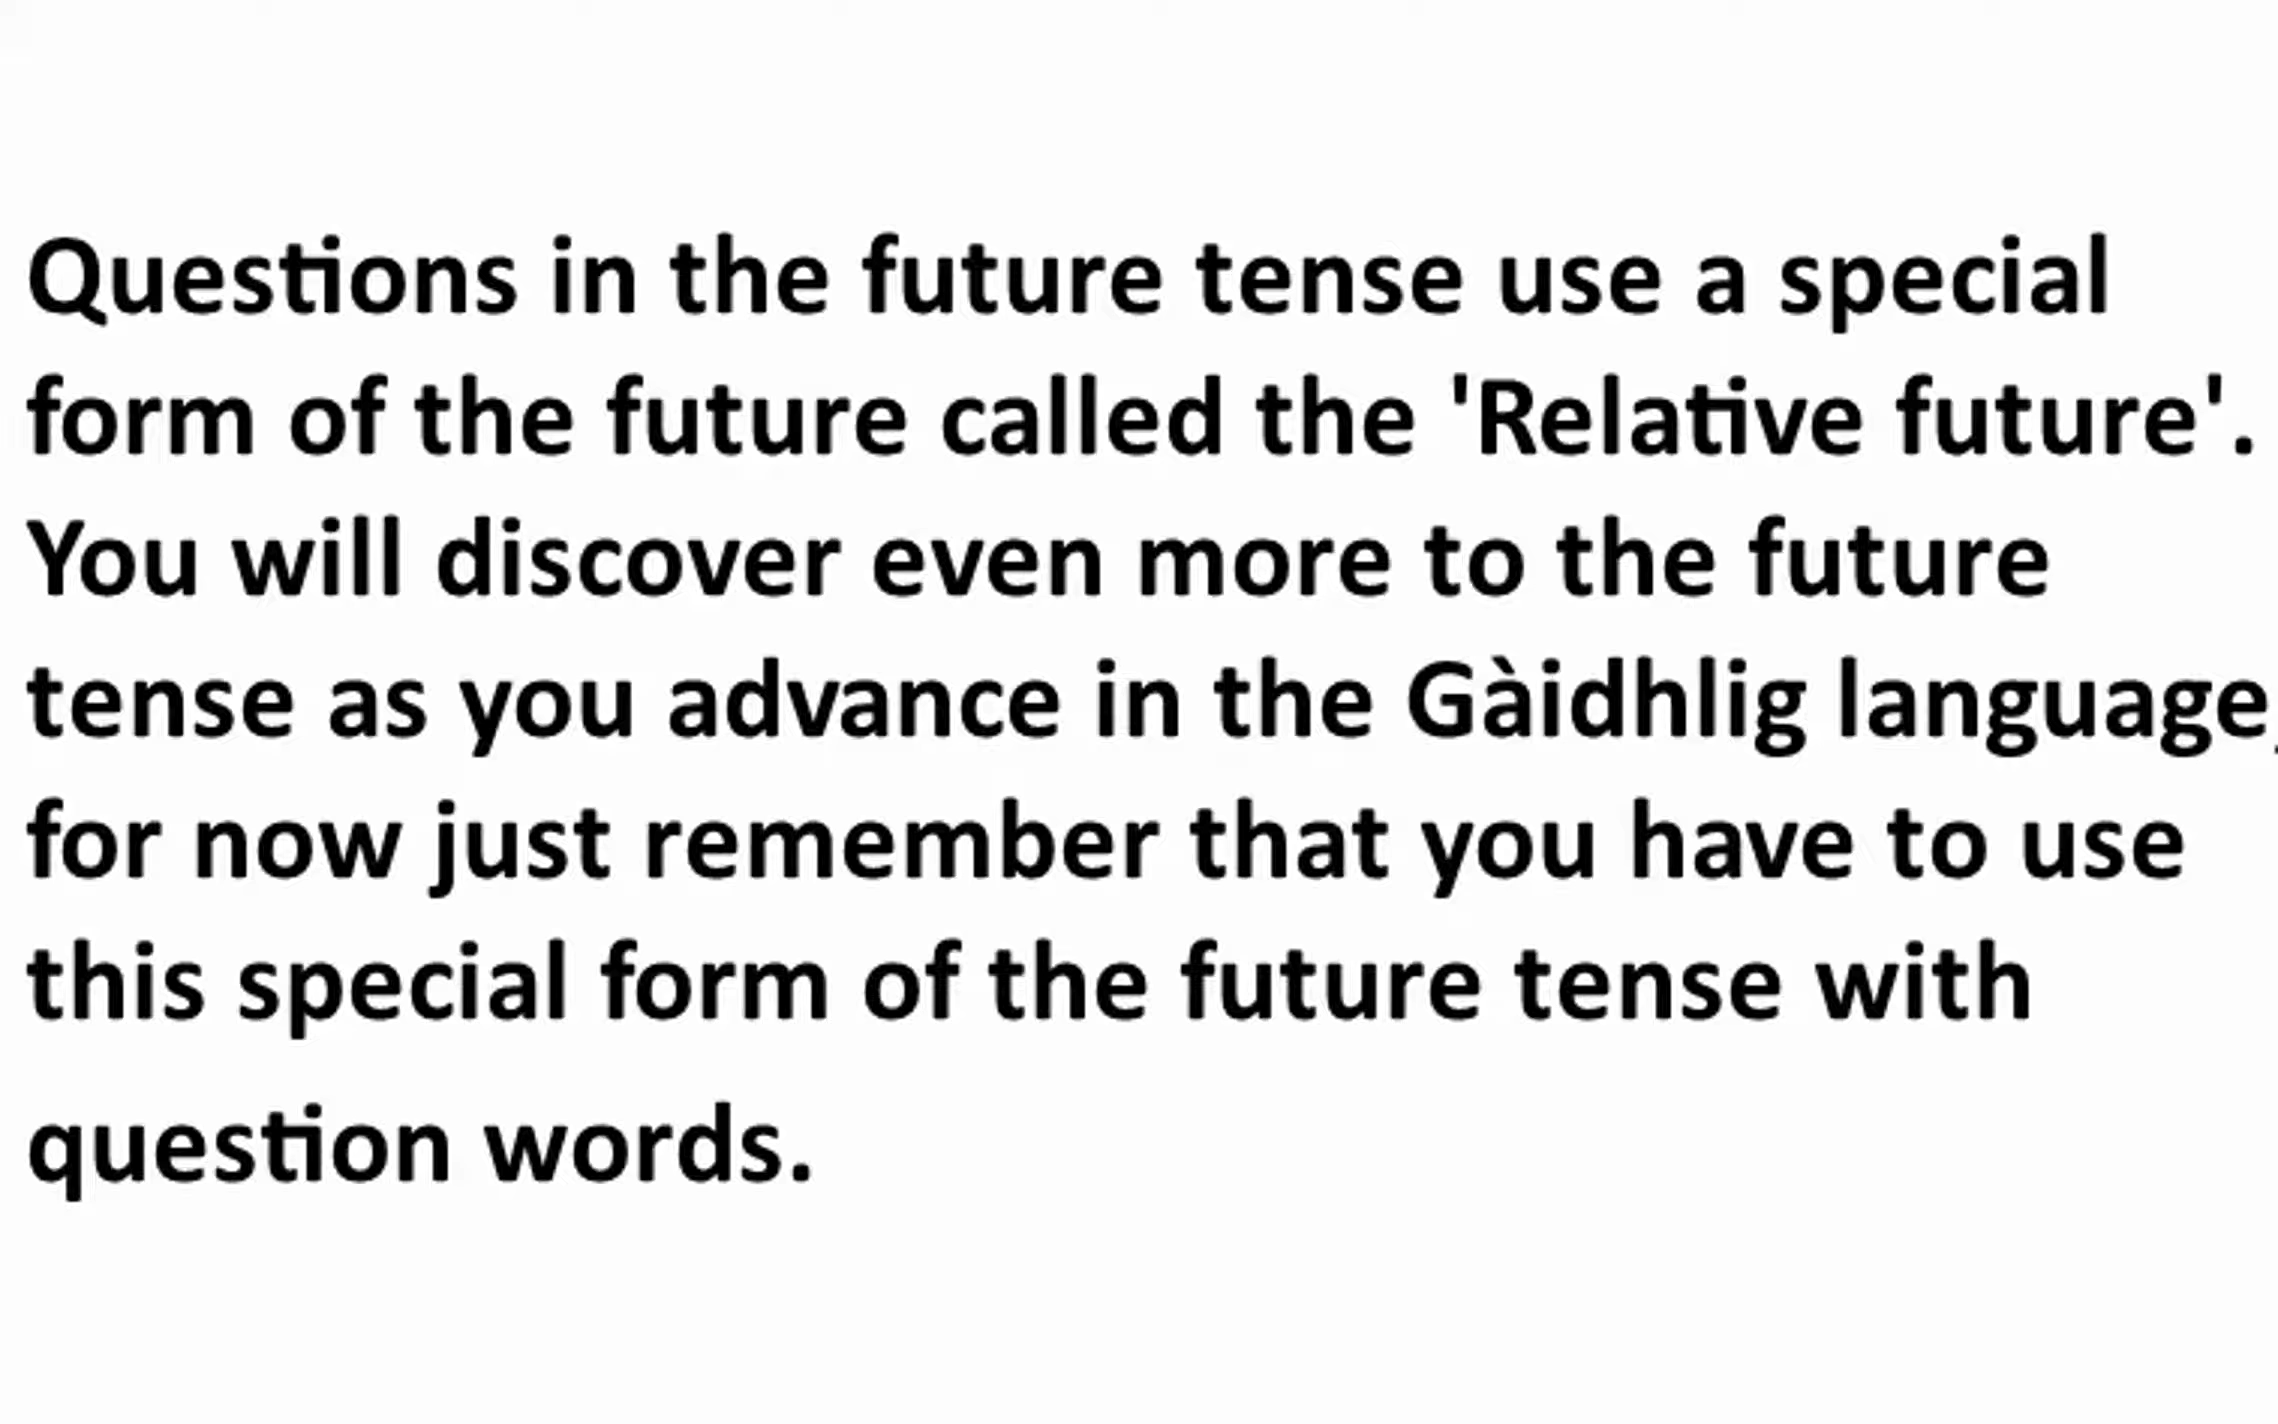 Questions in the future tense use a special
form of the future called the 'Relative future'.
You will discover even more to the future
tense as you advance in the Gàidhlig language,
for now just remember that you have to use
this special form of the future tense with
question words.